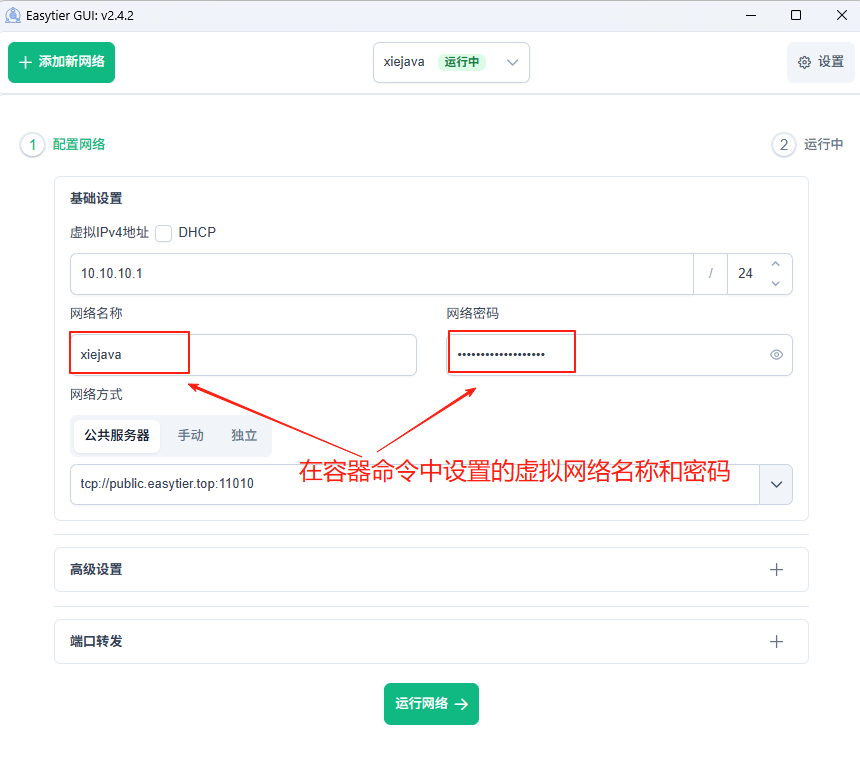 Easytier GUI: v2.4.2
添加新网络
xiejava 运行中
设置
1 配置网络
2 运行中
基础设置
虚拟IPv4地址 DHCP
10.10.10.1 / 24
网络名称 网络密码
xiejava •••••••••••••••••••
网络方式
公共服务器 手动 独立
在容器命令中设置的虚拟网络名称和密码
tcp://public.easytier.top:11010
高级设置
端口转发
运行网络